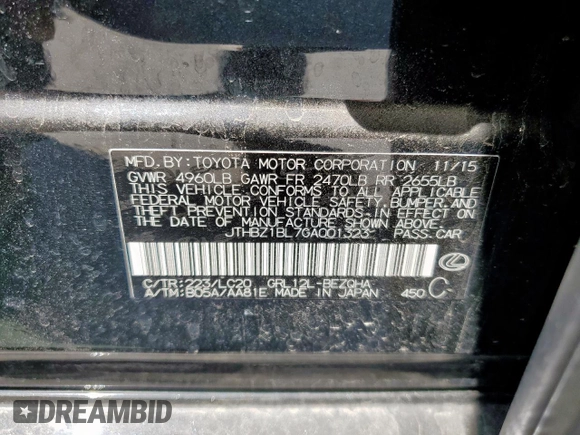 MFD. BY: TOYOTA MOTOR CORPORATION 11/15
GVWR 4960LB GAWR FR 2470LB RR 2655LB
THIS VEHICLE CONFORMS TO ALL APPLICABLE
FEDERAL MOTOR VEHICLE SAFETY, BUMPER, AND
THEFT PREVENTION STANDARDS IN EFFECT ON
THE DATE OF MANUFACTURE SHOWN ABOVE.
JTHBZ1BL7GA001323 PASS. CAR
C/TR: 223/LC20 GRL12L-BEZQHA
A/TM: B05A/AA81E MADE IN JAPAN 450 C-
DREAMBID